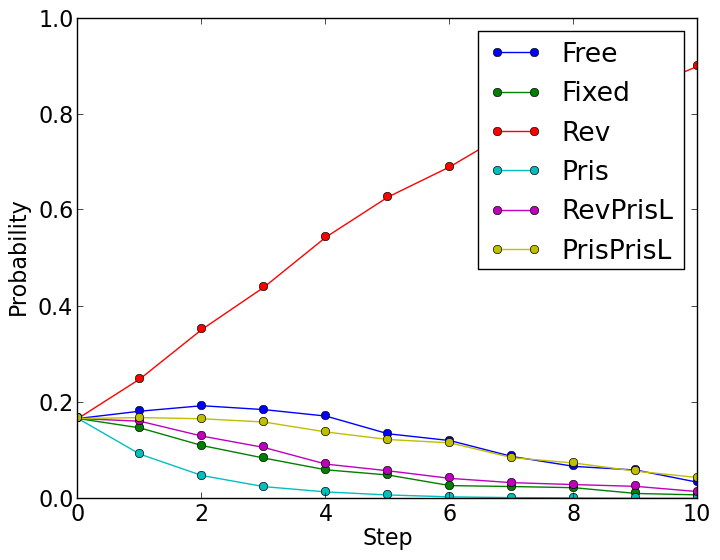 1.0
0.8
0.6
0.4
0.2
0.0
Probability
0 2 4 6 8 10
Step
Free
Fixed
Rev
Pris
RevPrisL
PrisPrisL